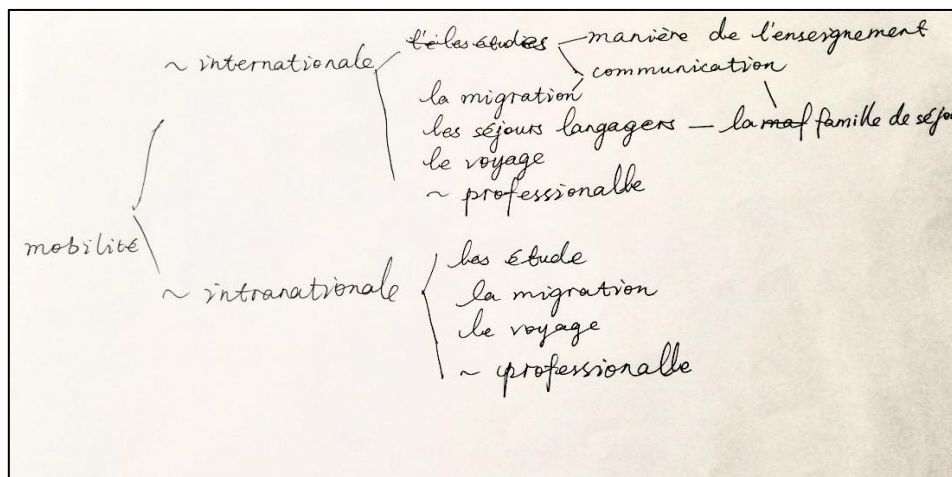 les études manière de l'enseignement
~ internationale communication
la migration
les séjours langagers — la famille de séjo
le voyage
~ professionalle
mobilité
les étude
~ intranationale la migration
le voyage
~ professionalle